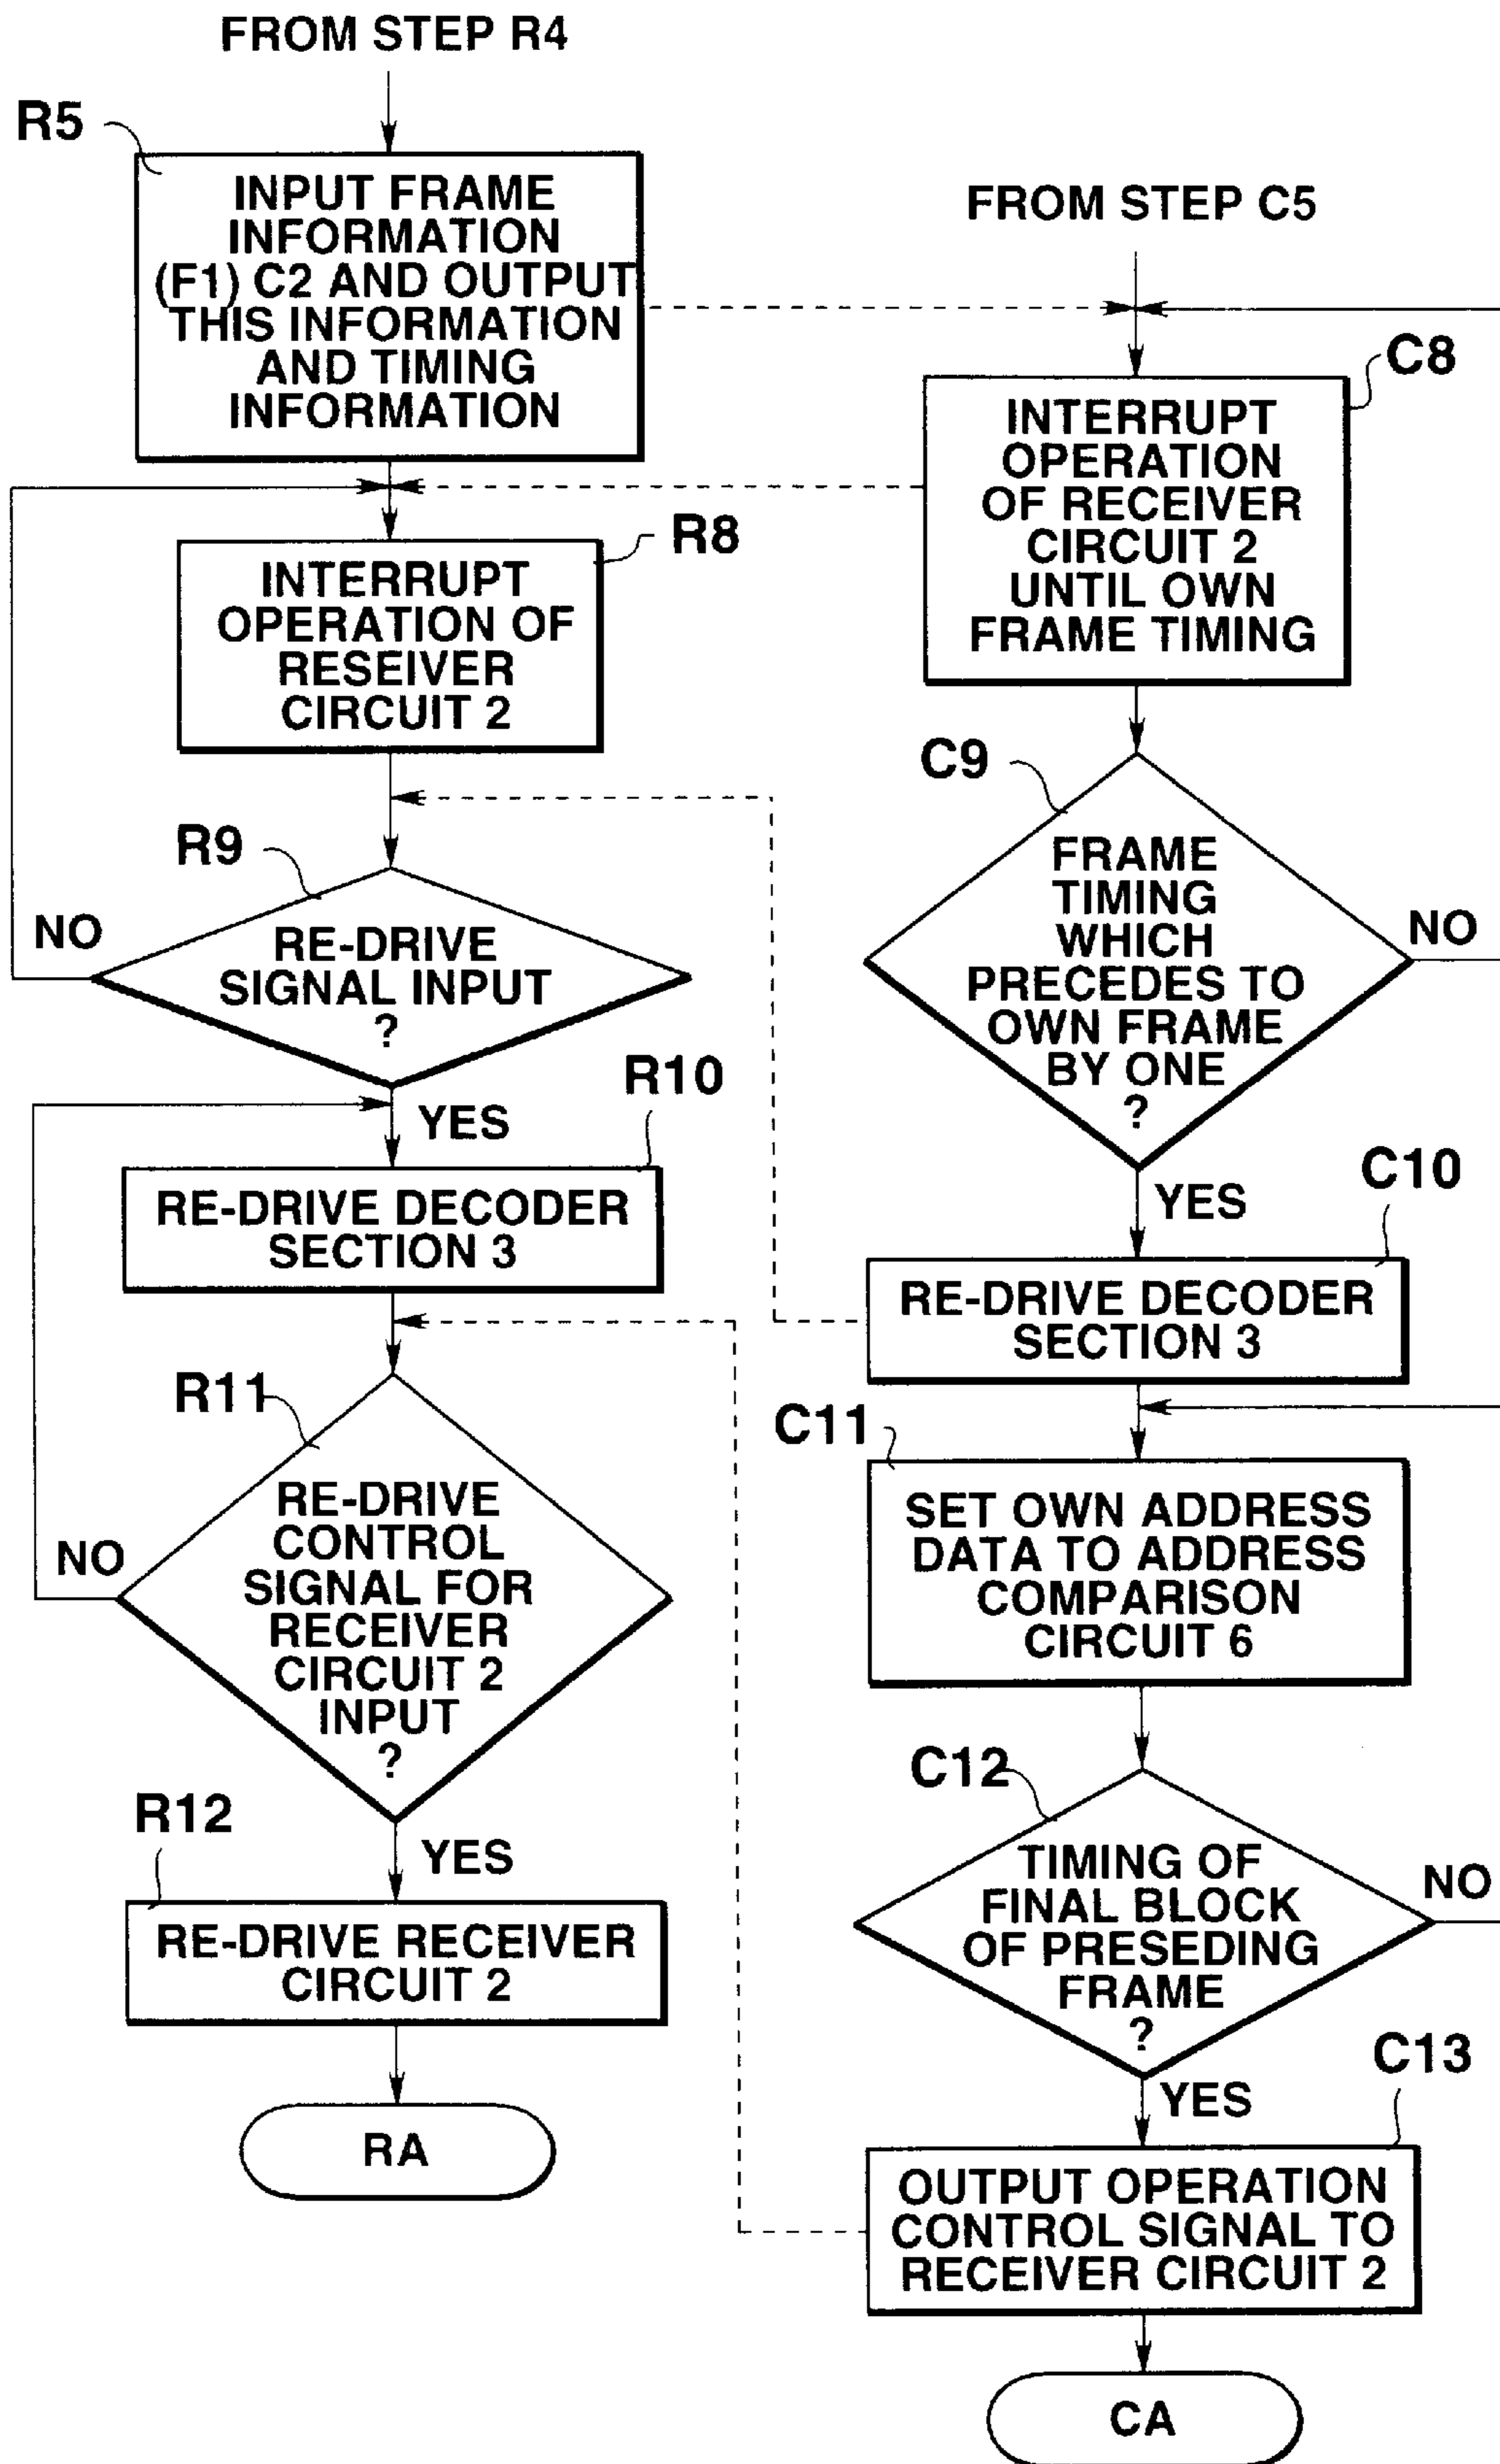 FROM STEP R4
R5
INPUT FRAME
INFORMATION
(F1) C2 AND OUTPUT
THIS INFORMATION
AND TIMING
INFORMATION
R8
INTERRUPT
OPERATION OF
RESEIVER
CIRCUIT 2
R9
NO
RE-DRIVE
SIGNAL INPUT
?
YES
R10
RE-DRIVE DECODER
SECTION 3
R11
NO
RE-DRIVE
CONTROL
SIGNAL FOR
RECEIVER
CIRCUIT 2
INPUT
?
YES
R12
RE-DRIVE RECEIVER
CIRCUIT 2
RA
FROM STEP C5
C8
INTERRUPT
OPERATION
OF RECEIVER
CIRCUIT 2
UNTIL OWN
FRAME TIMING
C9
FRAME
TIMING
WHICH
PRECEDES TO
OWN FRAME
BY ONE
?
NO
YES
C10
RE-DRIVE DECODER
SECTION 3
C11
SET OWN ADDRESS
DATA TO ADDRESS
COMPARISON
CIRCUIT 6
C12
TIMING OF
FINAL BLOCK
OF PRESEDING
FRAME
?
NO
YES
C13
OUTPUT OPERATION
CONTROL SIGNAL TO
RECEIVER CIRCUIT 2
CA